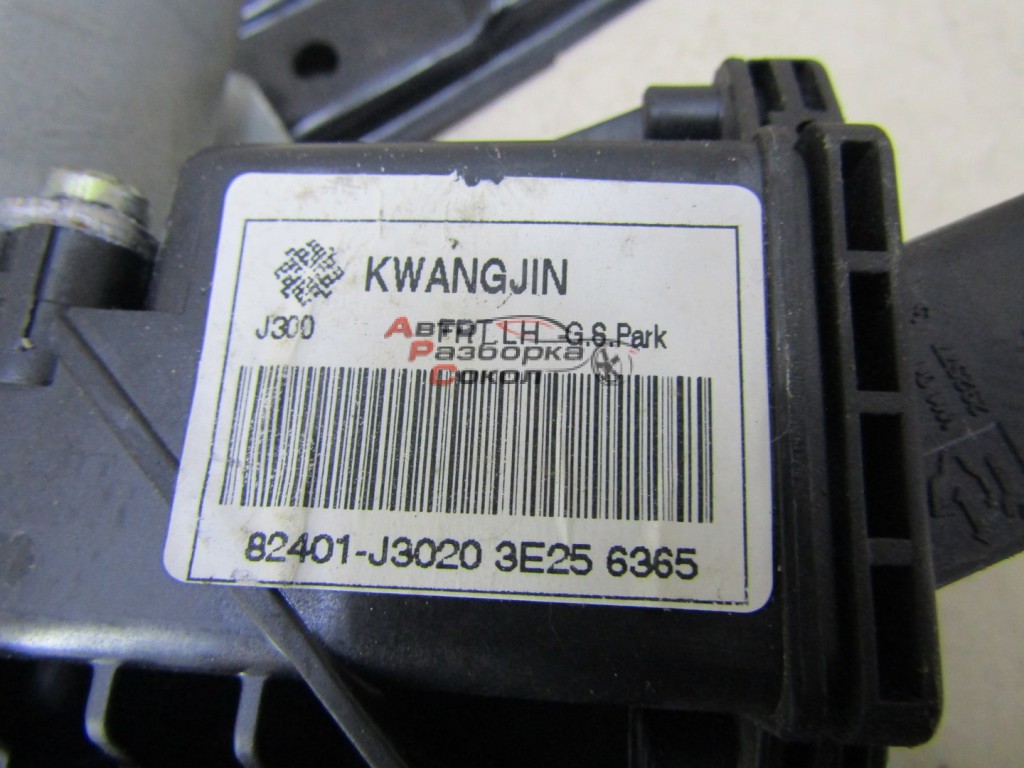 KWANGJIN
J300 FRT LH G.S.Park
Авто
Разборка
Сокол
82401-J3020 3E25 6365